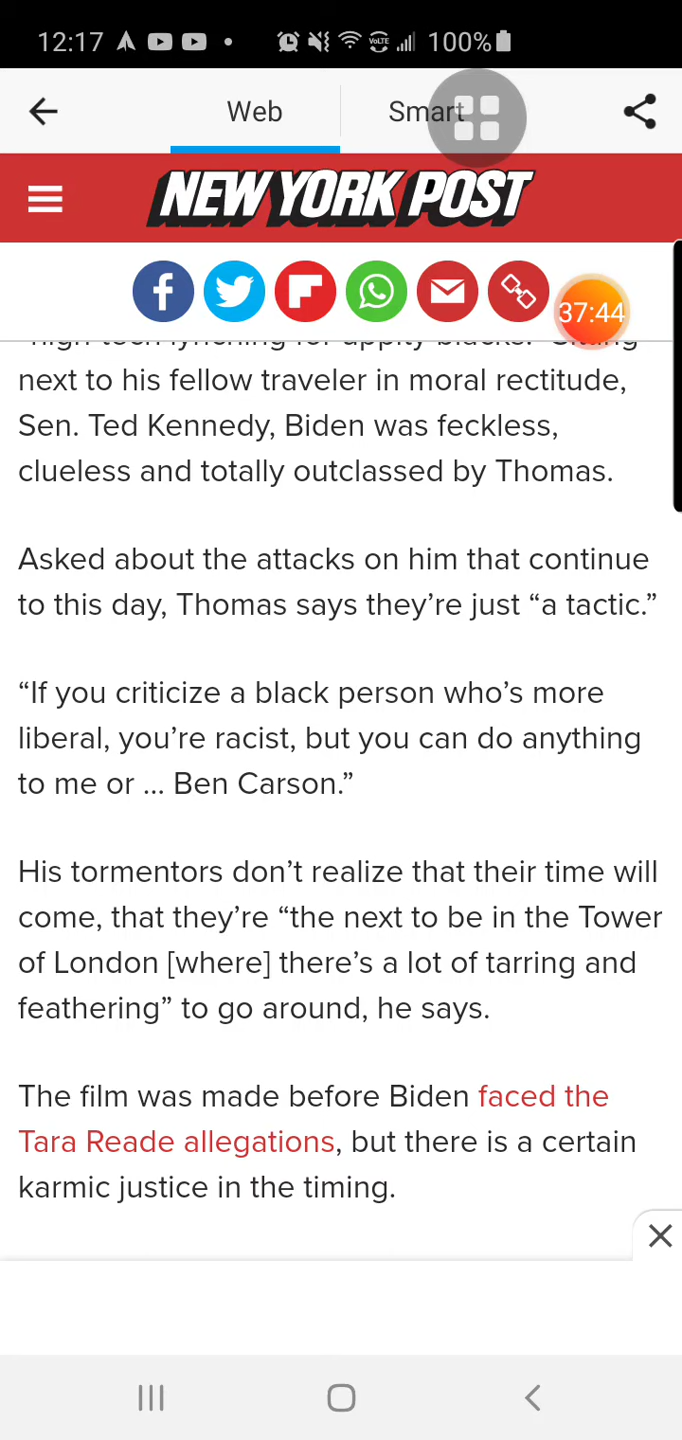 12:17 100%
Web Smart
NEW YORK POST
37:44
next to his fellow traveler in moral rectitude,
Sen. Ted Kennedy, Biden was feckless,
clueless and totally outclassed by Thomas.
Asked about the attacks on him that continue
to this day, Thomas says they’re just “a tactic.”
“If you criticize a black person who’s more
liberal, you’re racist, but you can do anything
to me or ... Ben Carson.”
His tormentors don’t realize that their time will
come, that they’re “the next to be in the Tower
of London [where] there’s a lot of tarring and
feathering” to go around, he says.
The film was made before Biden faced the
Tara Reade allegations, but there is a certain
karmic justice in the timing.